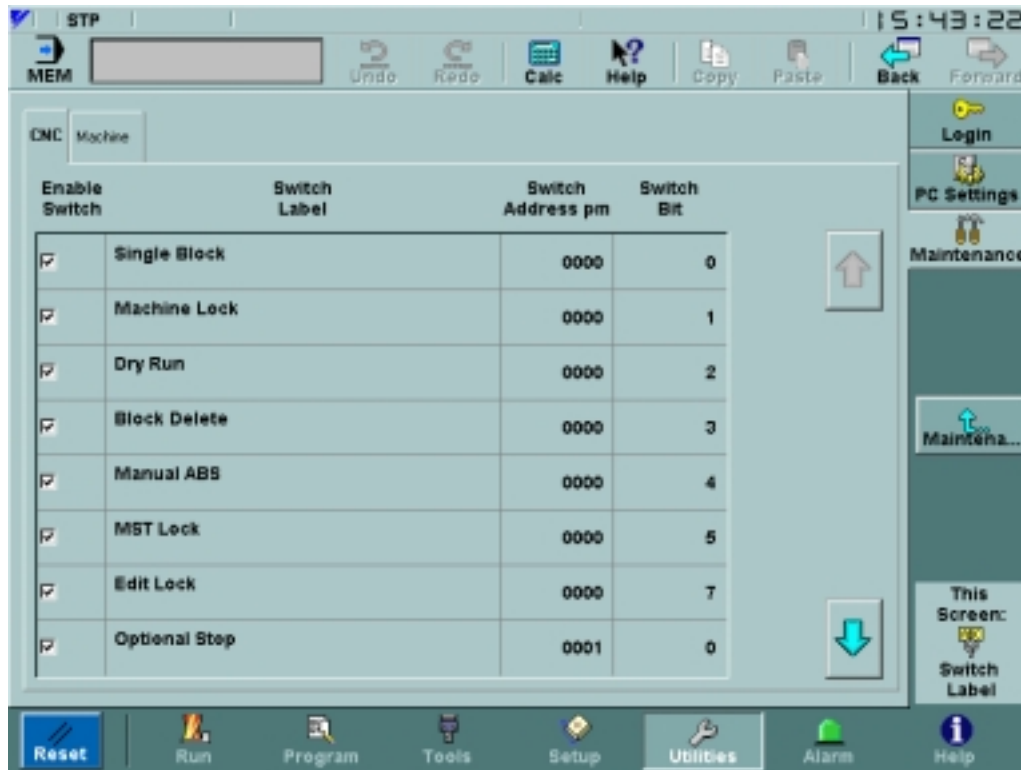 STP 15:43:22
MEM Undo Redo Calc Help Copy Paste Back Forward
CNC Machine
Login
PC Settings
Maintenance
Enable Switch Switch Label Switch Address pm Switch Bit
Single Block 0000 0
Machine Lock 0000 1
Dry Run 0000 2
Block Delete 0000 3
Manual ABS 0000 4
MST Lock 0000 5
Edit Lock 0000 7
Optional Stop 0001 0
Maintena...
This
Screen:
Switch
Label
Reset Run Program Tools Setup Utilities Alarm Help